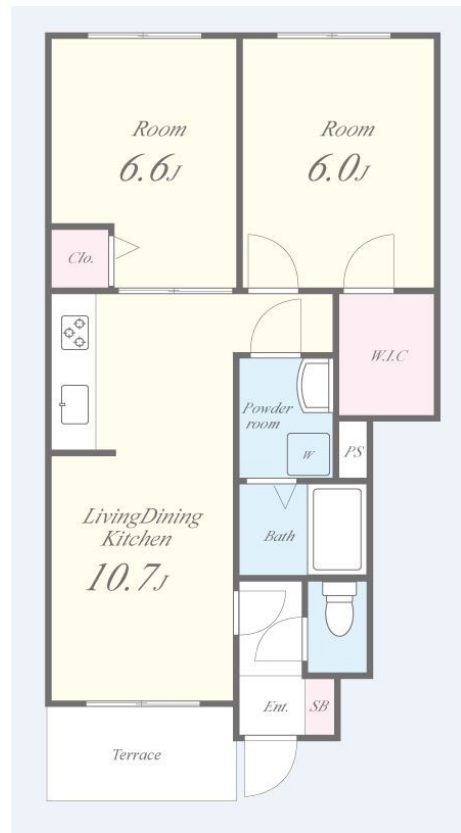 Room
6.6J
Room
6.0J
Clo.
W.I.C
Powder
room
W
PS
LivingDining
Kitchen
10.7J
Bath
Ent.
SB
Terrace